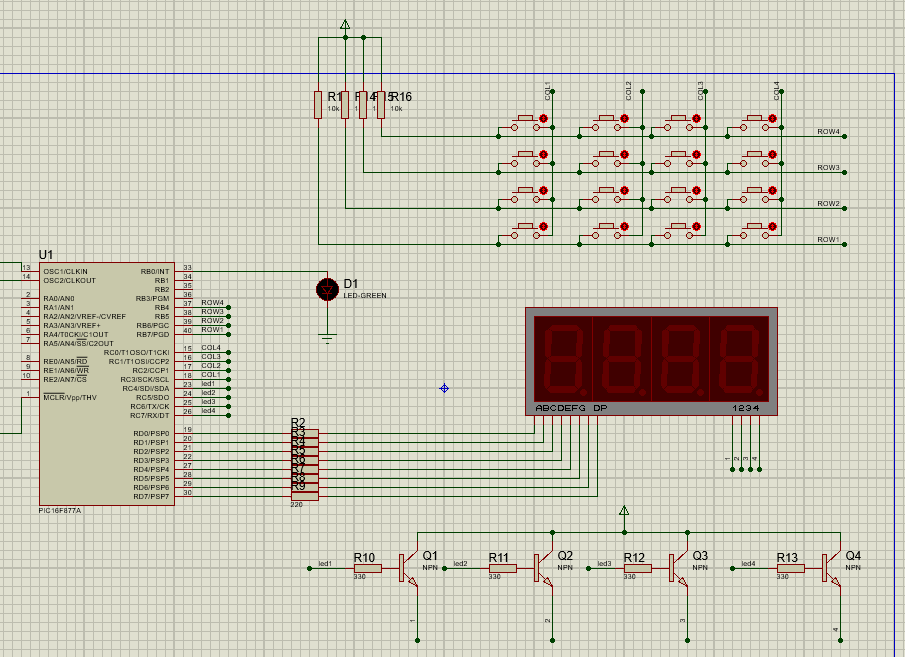 COL1 COL2 COL3 COL4
R16
10k 10k
ROW4
ROW3
ROW2
ROW1
U1
13 OSC1/CLKIN RB0/INT 33
14 OSC2/CLKOUT RB1 34
RB2 35
2 RA0/AN0 RB3/PGM 36
3 RA1/AN1 RB4 37 ROW4
4 RA2/AN2/VREF-/CVREF RB5 38 ROW3
5 RA3/AN3/VREF+ RB6/PGC 39 ROW2
6 RA4/T0CKI/C1OUT RB7/PGD 40 ROW1
7 RA5/AN4/SS/C2OUT
RC0/T1OSO/T1CKI 15 COL4
8 RE0/AN5/RD RC1/T1OSI/CCP2 16 COL3
9 RE1/AN6/WR RC2/CCP1 17 COL2
10 RE2/AN7/CS RC3/SCK/SCL 18 COL1
RC4/SDI/SDA 23 led1
1 MCLR/Vpp/THV RC5/SDO 24 led2
RC6/TX/CK 25 led3
RC7/RX/DT 26 led4
RD0/PSP0 19
RD1/PSP1 20
RD2/PSP2 21
RD3/PSP3 22
RD4/PSP4 27
RD5/PSP5 28
RD6/PSP6 29
RD7/PSP7 30
PIC16F877A
D1
LED-GREEN
ABCDEFG DP 1234
1 2 3 4
R2
R3
R4
R5
R6
R7
R8
R9
220
led1 R10 330 Q1 NPN 1
led2 R11 330 Q2 NPN 2
led3 R12 330 Q3 NPN 3
led4 R13 330 Q4 NPN 4